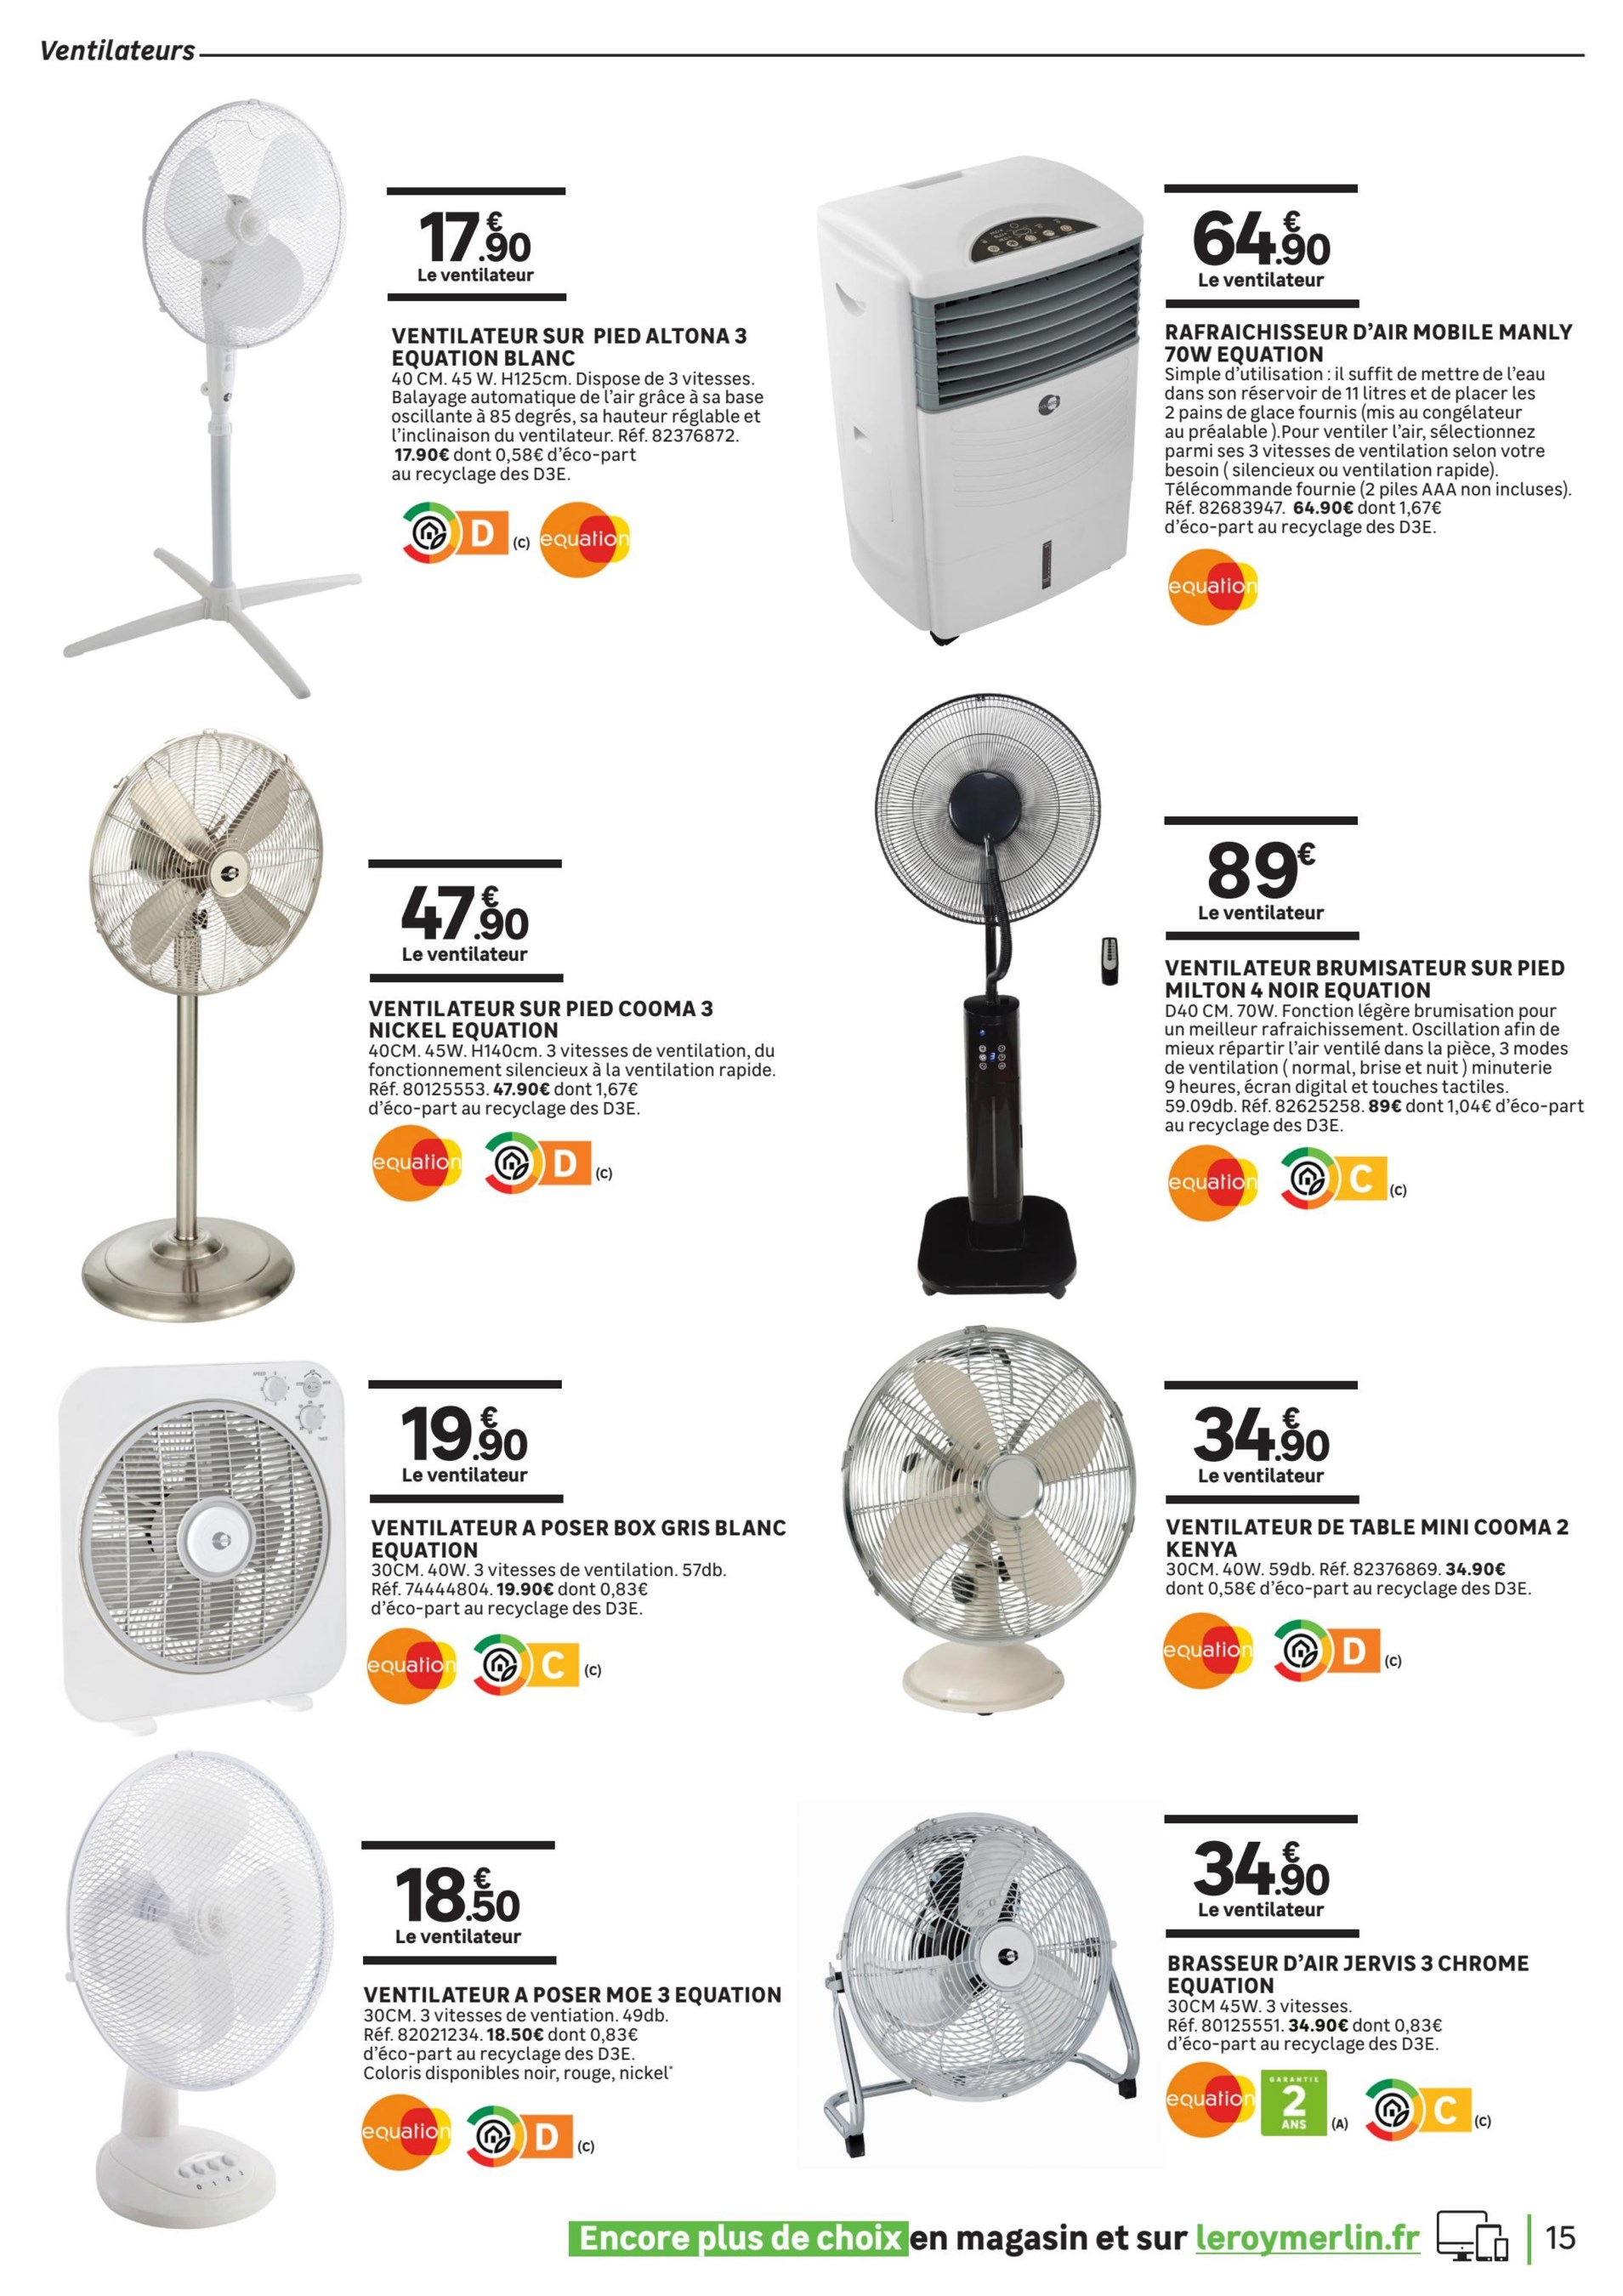 Ventilateurs
17€.90
Le ventilateur
VENTILATEUR SUR PIED ALTONA 3
EQUATION BLANC
40 CM. 45 W. H125cm. Dispose de 3 vitesses.
Balayage automatique de l'air grâce à sa base
oscillante à 85 degrés, sa hauteur réglable et
l'inclinaison du ventilateur. Réf. 82376872.
17.90€ dont 0,58€ d'éco-part
au recyclage des D3E.
D (c) equation
64€.90
Le ventilateur
RAFRAICHISSEUR D'AIR MOBILE MANLY
70W EQUATION
Simple d'utilisation : il suffit de mettre de l'eau
dans son réservoir de 11 litres et de placer les
2 pains de glace fournis (mis au congélateur
au préalable ).Pour ventiler l'air, sélectionnez
parmi ses 3 vitesses de ventilation selon votre
besoin ( silencieux ou ventilation rapide).
Télécommande fournie (2 piles AAA non incluses).
Réf. 82683947. 64.90€ dont 1,67€
d'éco-part au recyclage des D3E.
equation
47€.90
Le ventilateur
VENTILATEUR SUR PIED COOMA 3
NICKEL EQUATION
40CM. 45W. H140cm. 3 vitesses de ventilation, du
fonctionnement silencieux à la ventilation rapide.
Réf. 80125553. 47.90€ dont 1,67€
d'éco-part au recyclage des D3E.
equation D (c)
89€
Le ventilateur
VENTILATEUR BRUMISATEUR SUR PIED
MILTON 4 NOIR EQUATION
D40 CM. 70W. Fonction légère brumisation pour
un meilleur rafraichissement. Oscillation afin de
mieux répartir l'air ventilé dans la pièce, 3 modes
de ventilation ( normal, brise et nuit ) minuterie
9 heures, écran digital et touches tactiles.
59.09db. Réf. 82625258. 89€ dont 1,04€ d'éco-part
au recyclage des D3E.
equation C (c)
19€.90
Le ventilateur
VENTILATEUR A POSER BOX GRIS BLANC
EQUATION
30CM. 40W. 3 vitesses de ventilation. 57db.
Réf. 74444804. 19.90€ dont 0,83€
d'éco-part au recyclage des D3E.
equation C (c)
34€.90
Le ventilateur
VENTILATEUR DE TABLE MINI COOMA 2
KENYA
30CM. 40W. 59db. Réf. 82376869. 34.90€
dont 0,58€ d'éco-part au recyclage des D3E.
equation D (c)
18€.50
Le ventilateur
VENTILATEUR A POSER MOE 3 EQUATION
30CM. 3 vitesses de ventiation. 49db.
Réf. 82021234. 18.50€ dont 0,83€
d'éco-part au recyclage des D3E.
Coloris disponibles noir, rouge, nickel*
equation D (c)
0 1 2 3
34€.90
Le ventilateur
BRASSEUR D'AIR JERVIS 3 CHROME
EQUATION
30CM 45W. 3 vitesses.
Réf. 80125551. 34.90€ dont 0,83€
d'éco-part au recyclage des D3E.
equation GARANTIE 2 ANS (A) C (c)
Encore plus de choix en magasin et sur leroymerlin.fr 15